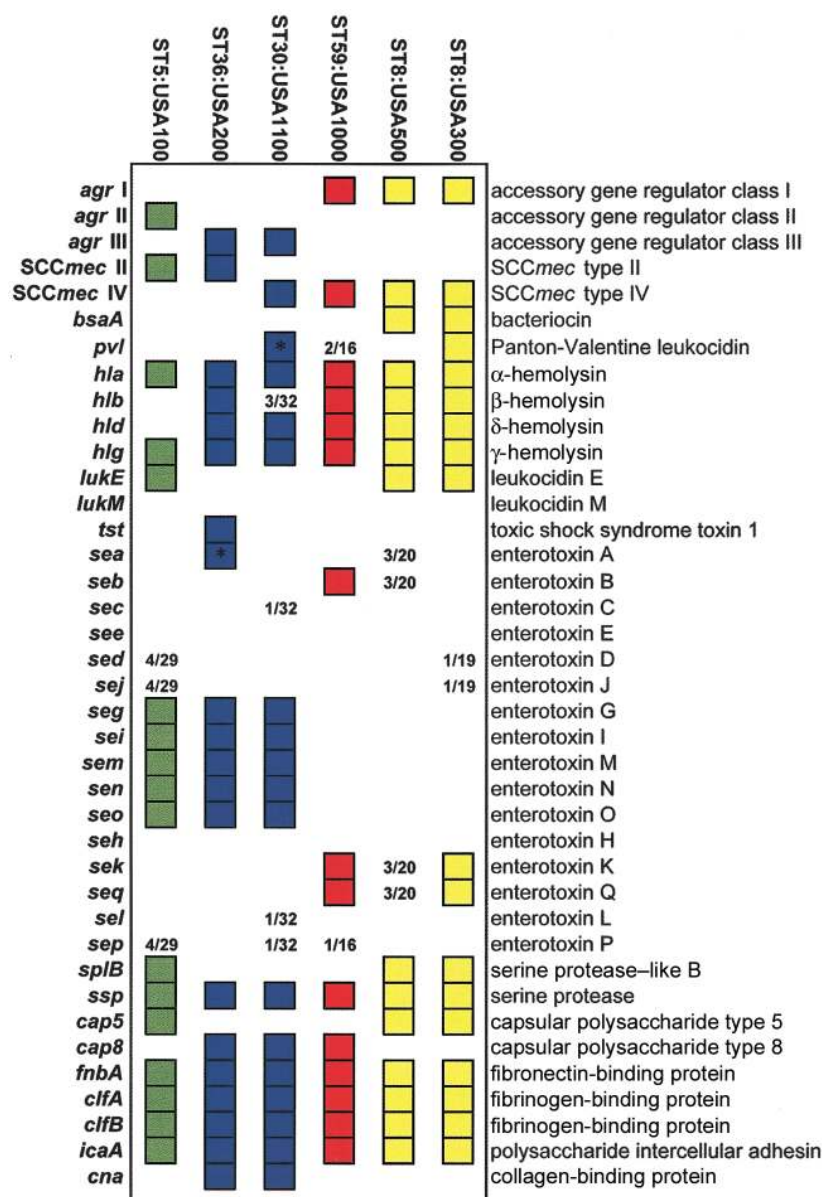 ST5:USA100 ST36:USA200 ST30:USA1100 ST59:USA1000 ST8:USA500 ST8:USA300
agr I accessory gene regulator class I
agr II accessory gene regulator class II
agr III accessory gene regulator class III
SCCmec II SCCmec type II
SCCmec IV SCCmec type IV
bsaA bacteriocin
pvl * 2/16 Panton-Valentine leukocidin
hla α-hemolysin
hlb 3/32 β-hemolysin
hld δ-hemolysin
hlg γ-hemolysin
lukE leukocidin E
lukM leukocidin M
tst toxic shock syndrome toxin 1
sea * 3/20 enterotoxin A
seb 3/20 enterotoxin B
sec 1/32 enterotoxin C
see enterotoxin E
sed 4/29 1/19 enterotoxin D
sej 4/29 1/19 enterotoxin J
seg enterotoxin G
sei enterotoxin I
sem enterotoxin M
sen enterotoxin N
seo enterotoxin O
seh enterotoxin H
sek 3/20 enterotoxin K
seq 3/20 enterotoxin Q
sel 1/32 enterotoxin L
sep 4/29 1/32 1/16 enterotoxin P
splB serine protease–like B
ssp serine protease
cap5 capsular polysaccharide type 5
cap8 capsular polysaccharide type 8
fnbA fibronectin-binding protein
clfA fibrinogen-binding protein
clfB fibrinogen-binding protein
icaA polysaccharide intercellular adhesin
cna collagen-binding protein